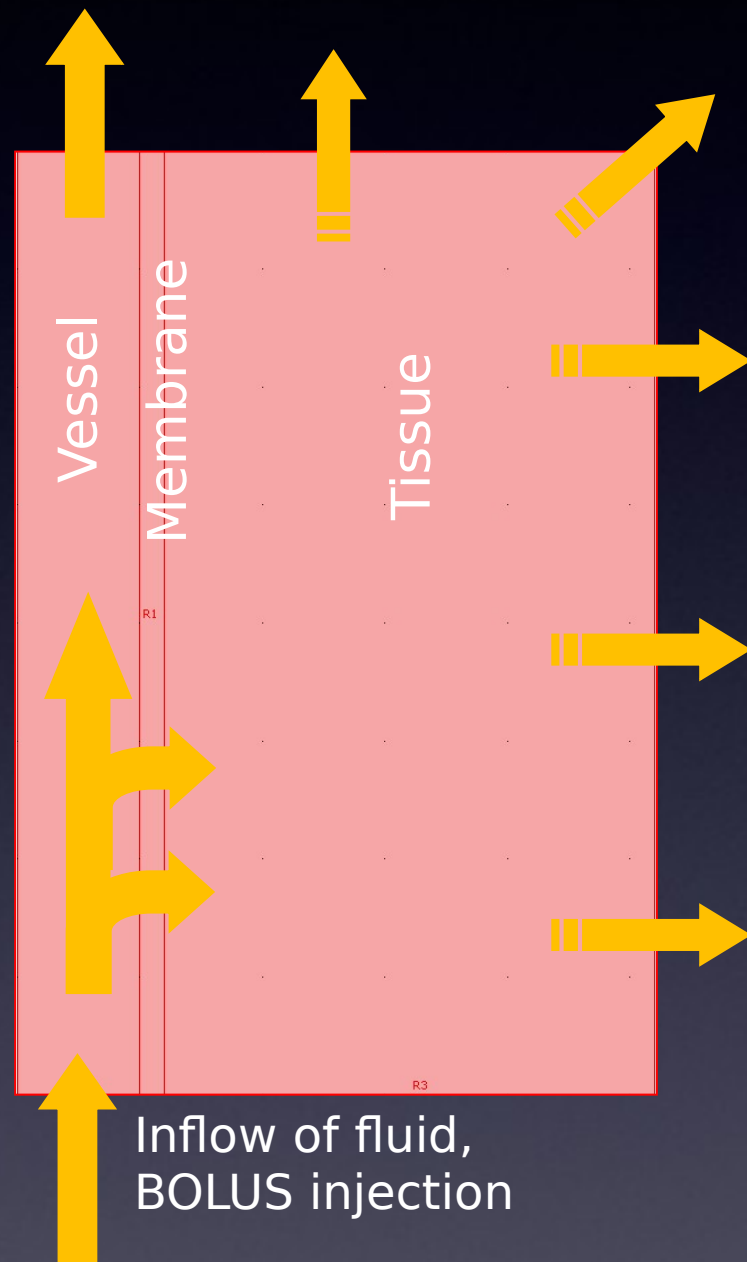 Vessel
Membrane
Tissue
R1
R3
Inflow of fluid,
BOLUS injection